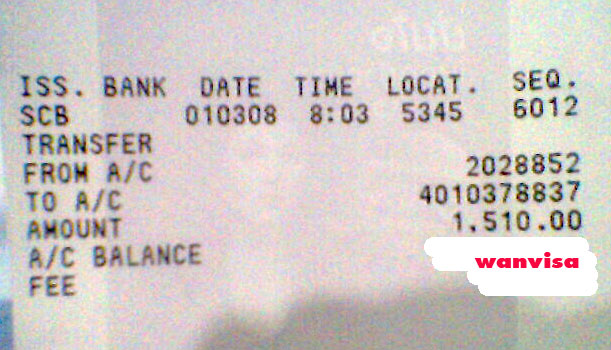 ISS. BANK DATE TIME LOCAT. SEQ.
SCB 010308 8:03 5345 6012
TRANSFER
FROM A/C 2028852
TO A/C 4010378837
AMOUNT 1,510.00
A/C BALANCE
wanvisa
FEE